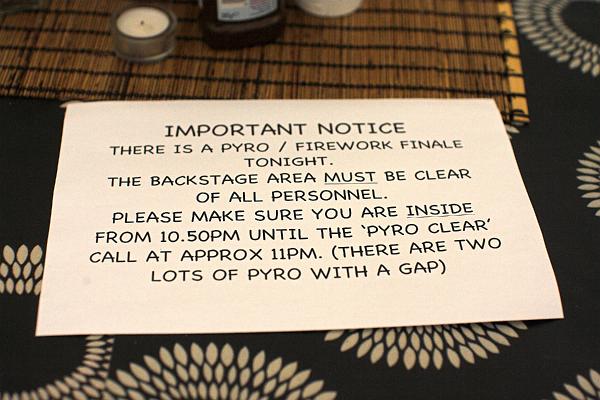 IMPORTANT NOTICE
THERE IS A PYRO / FIREWORK FINALE
TONIGHT.
THE BACKSTAGE AREA MUST BE CLEAR
OF ALL PERSONNEL.
PLEASE MAKE SURE YOU ARE INSIDE
FROM 10.50PM UNTIL THE ‘PYRO CLEAR’
CALL AT APPROX 11PM. (THERE ARE TWO
LOTS OF PYRO WITH A GAP)